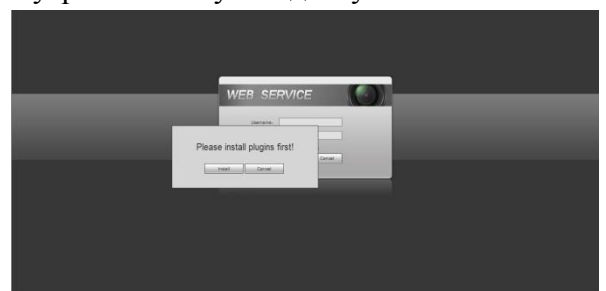 WEB SERVICE
Username:
Please install plugins first!
Cancel
Install
Cancel